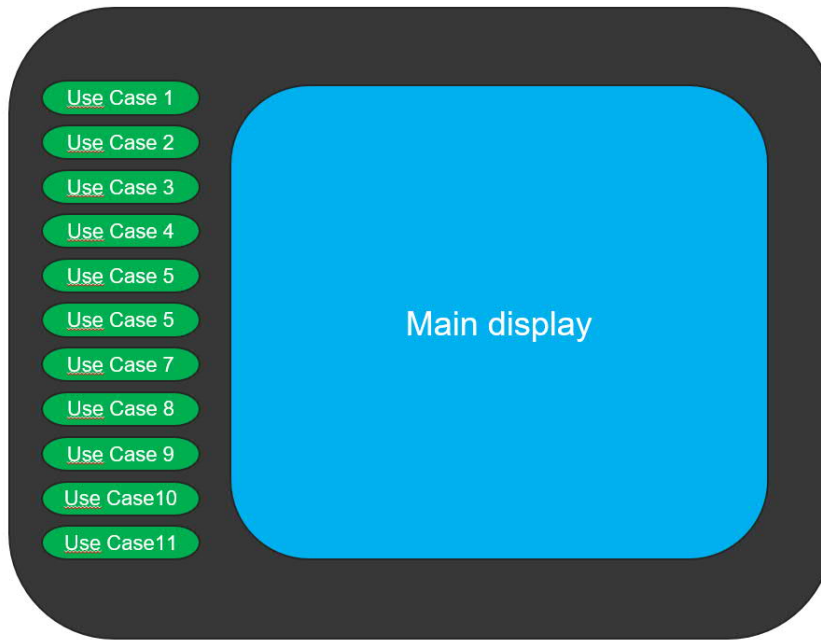 Use Case 1
Use Case 2
Use Case 3
Use Case 4
Use Case 5
Use Case 5
Use Case 7
Use Case 8
Use Case 9
Use Case10
Use Case11
Main display